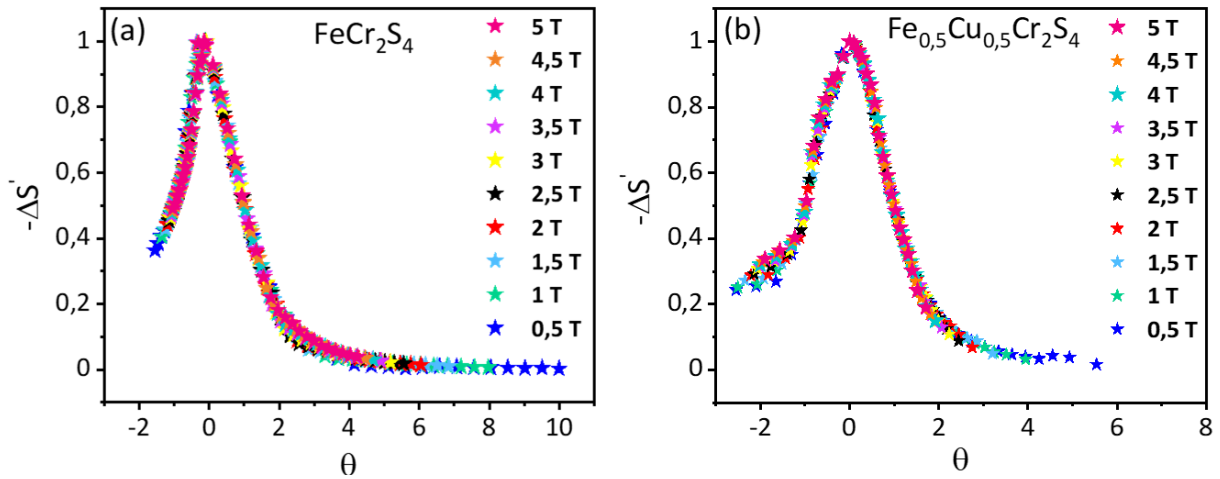 (a)
FeCr₂S₄
5 T
4,5 T
4 T
3,5 T
3 T
2,5 T
2 T
1,5 T
1 T
0,5 T
1
0,8
0,6
0,4
0,2
0
-ΔS'
-2 0 2 4 6 8 10
θ
(b)
Fe₀,₅Cu₀,₅Cr₂S₄
5 T
4,5 T
4 T
3,5 T
3 T
2,5 T
2 T
1,5 T
1 T
0,5 T
1
0,8
0,6
0,4
0,2
0
-ΔS'
-2 0 2 4 6 8
θ